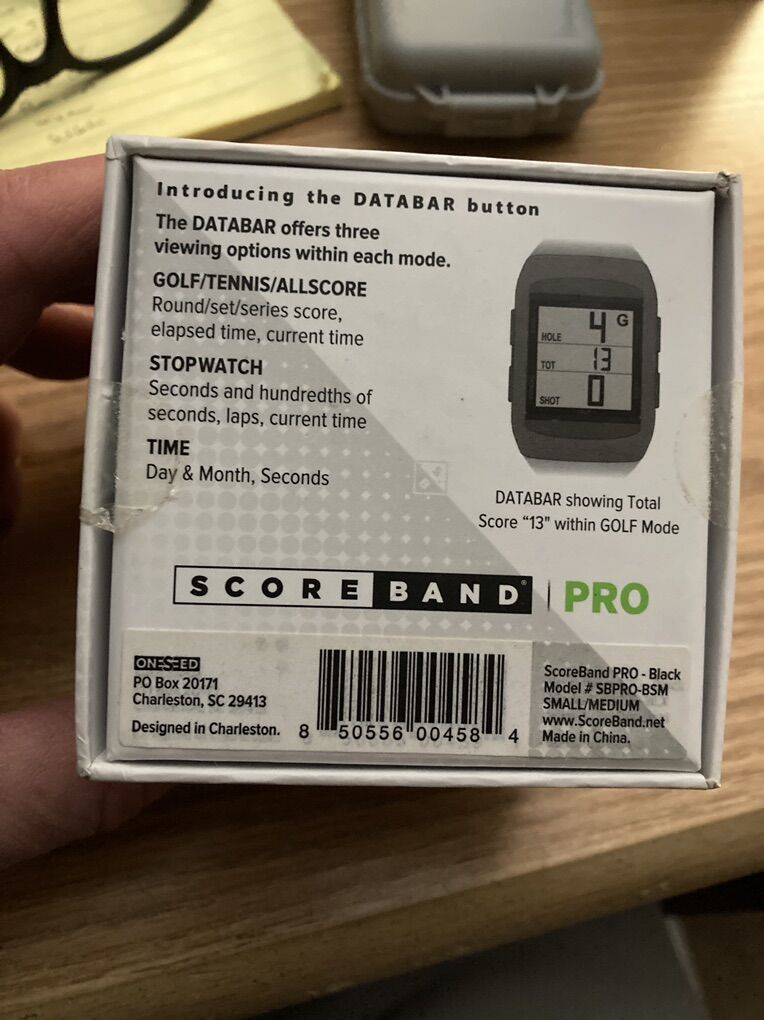 Introducing the DATABAR button
The DATABAR offers three
viewing options within each mode.
GOLF/TENNIS/ALLSCORE
Round/set/series score,
elapsed time, current time
STOPWATCH
Seconds and hundredths of
seconds, laps, current time
TIME
Day & Month, Seconds
HOLE 4 G
TOT 13
SHOT 0
DATABAR showing Total
Score “13" within GOLF Mode
SCOREBAND® | PRO
ONESEED
PO Box 20171
Charleston, SC 29413
Designed in Charleston.
8 50556 00458 4
ScoreBand PRO - Black
Model # SBPRO-BSM
SMALL/MEDIUM
www.ScoreBand.net
Made in China.